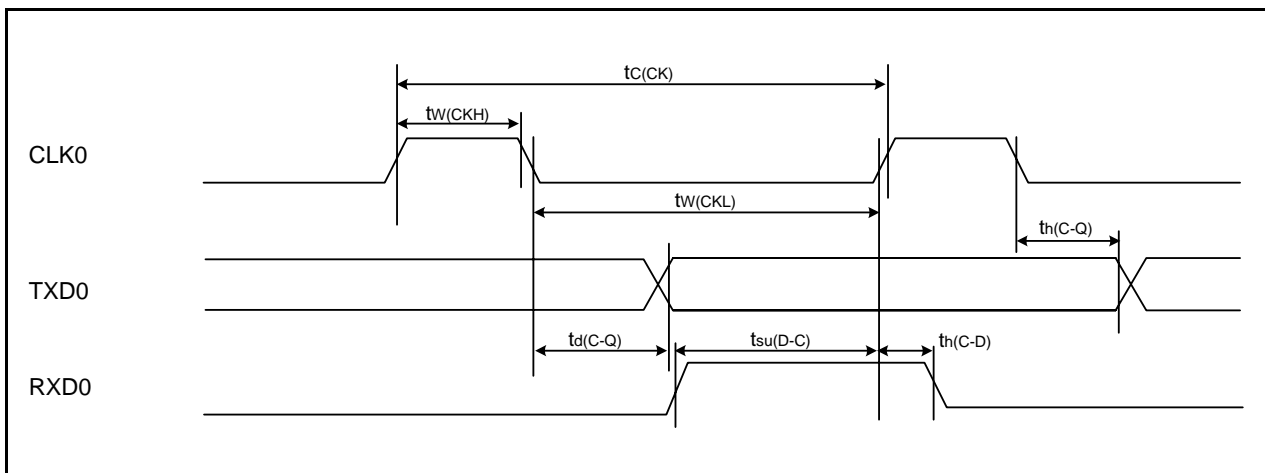 tC(CK)
tW(CKH)
CLK0
tW(CKL)
th(C-Q)
TXD0
td(C-Q)
tsu(D-C)
th(C-D)
RXD0